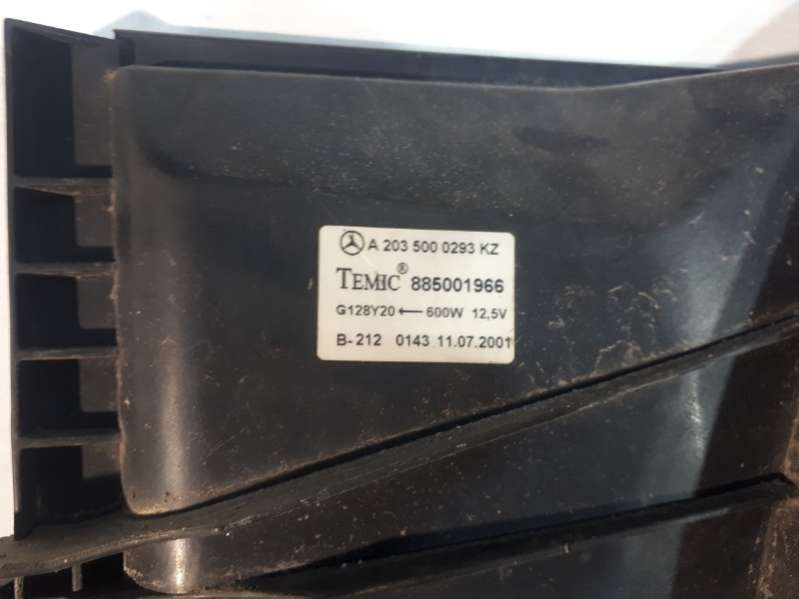 A 203 500 0293 KZ
TEMIC® 885001966
G128Y20 ← 600W 12,5V
B-212 0143 11.07.2001